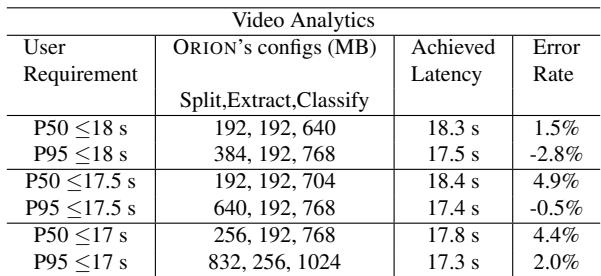 Video Analytics
User Requirement | ORION's configs (MB) Split,Extract,Classify | Achieved Latency | Error Rate
P50 ≤18 s | 192, 192, 640 | 18.3 s | 1.5%
P95 ≤18 s | 384, 192, 768 | 17.5 s | -2.8%
P50 ≤17.5 s | 192, 192, 704 | 18.4 s | 4.9%
P95 ≤17.5 s | 640, 192, 768 | 17.4 s | -0.5%
P50 ≤17 s | 256, 192, 768 | 17.8 s | 4.4%
P95 ≤17 s | 832, 256, 1024 | 17.3 s | 2.0%